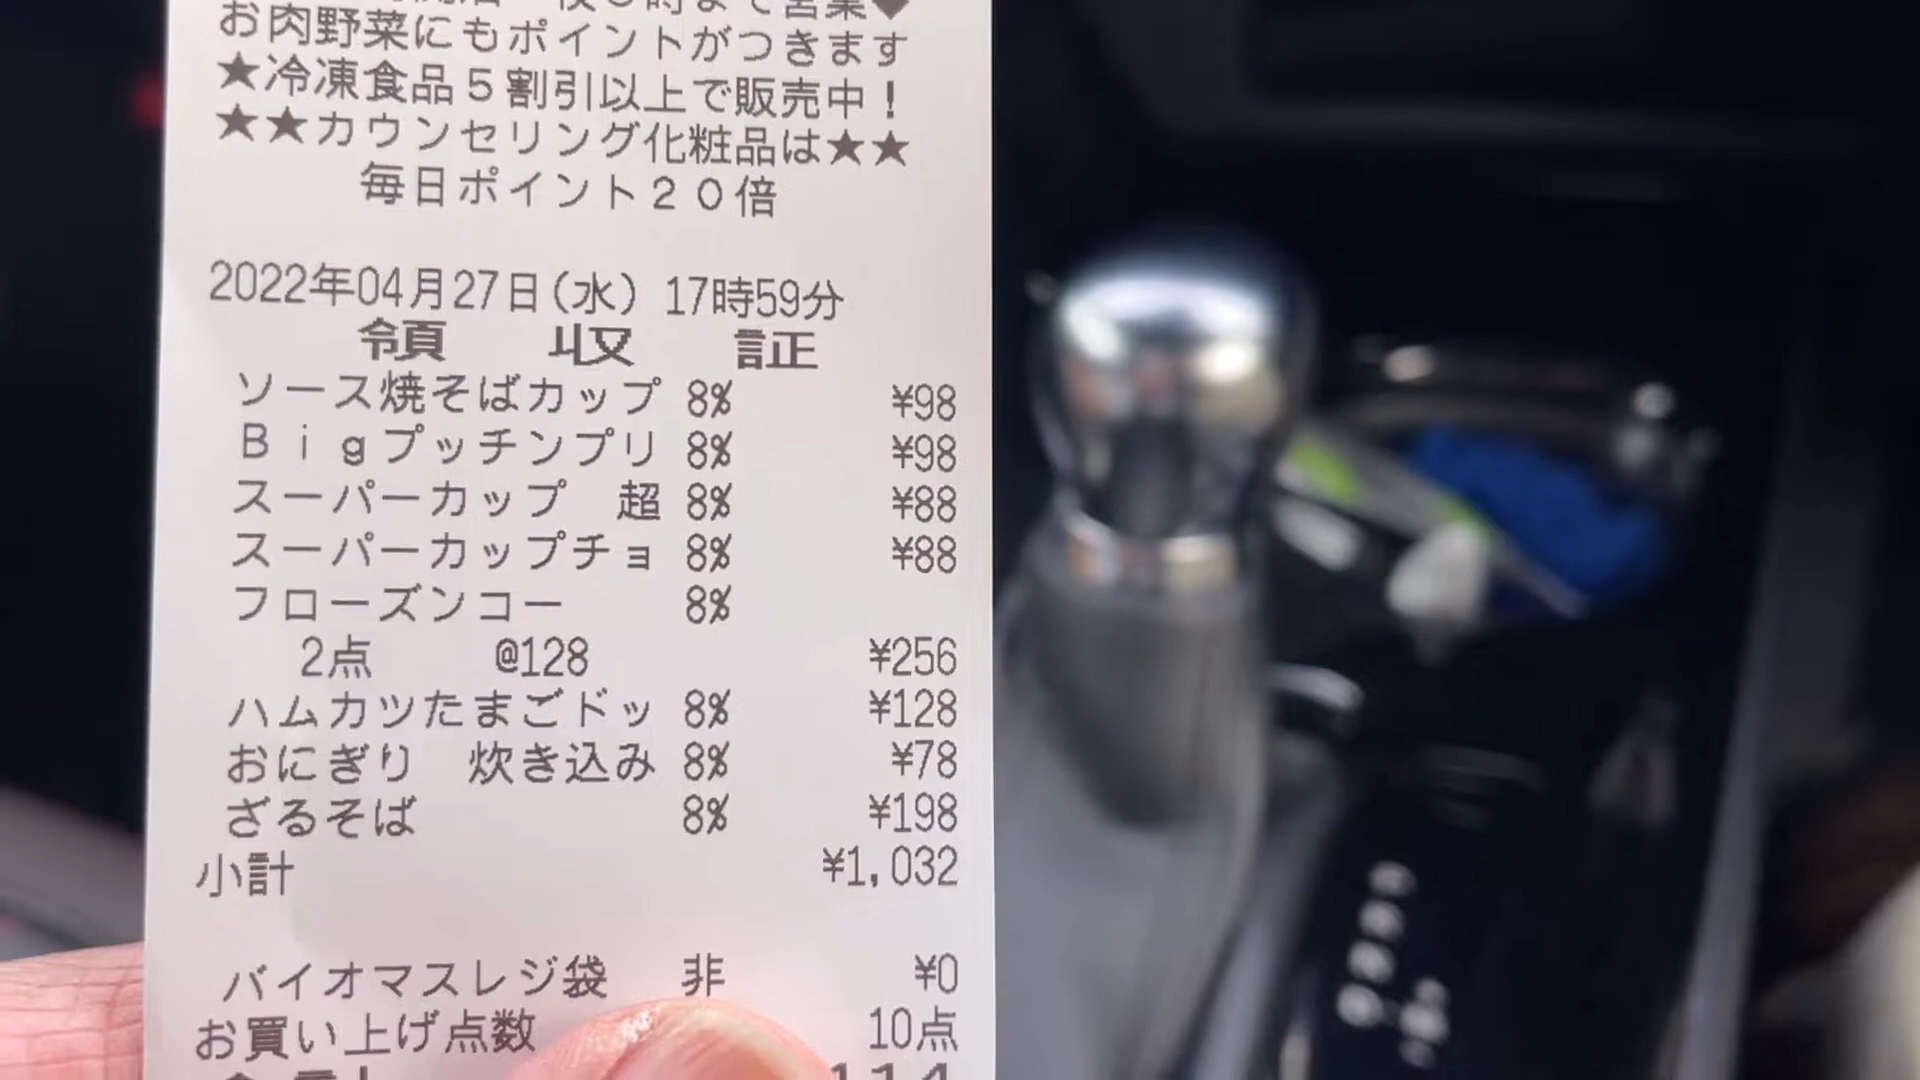 お肉野菜にもポイントがつきます
★冷凍食品5割引以上で販売中！
★★カウンセリング化粧品は★★
毎日ポイント20倍
2022年04月27日(水) 17時59分
領 収 証
ソース焼そばカップ 8% ¥98
Bigプッチンプリ 8% ¥98
スーパーカップ 超 8% ¥88
スーパーカップチョ 8% ¥88
フローズンコー 8%
2点 @128 ¥256
ハムカツたまごドッ 8% ¥128
おにぎり 炊き込み 8% ¥78
ざるそば 8% ¥198
小計 ¥1,032
バイオマスレジ袋 非 ¥0
お買い上げ点数 10点